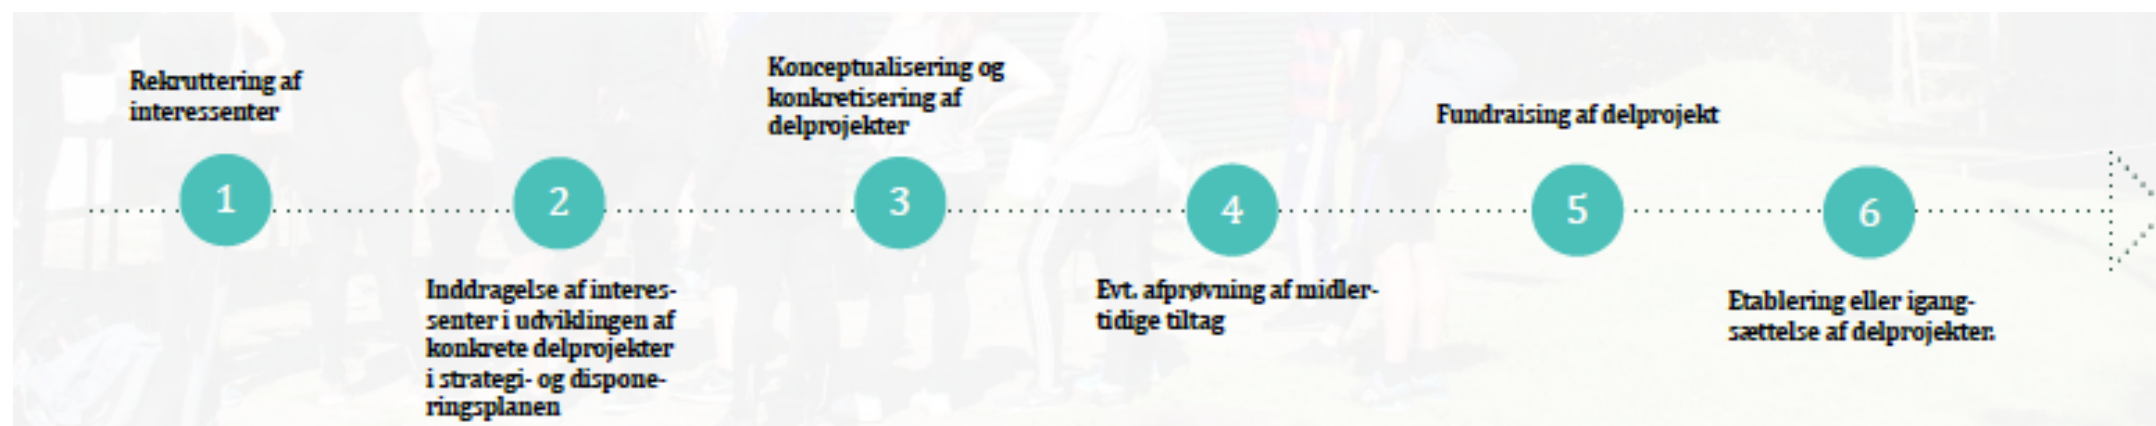 Rekruttering af
interessenter
1
2
Inddragelse af interes-
senter i udviklingen af
konkrete delprojekter
i strategi- og dispone-
ringsplanen
Konceptualisering og
konkretisering af
delprojekter
3
4
Evt. afprøvning af midler-
tidige tiltag
Fundraising af delprojekt
5
6
Etablering eller igang-
sættelse af delprojekter.